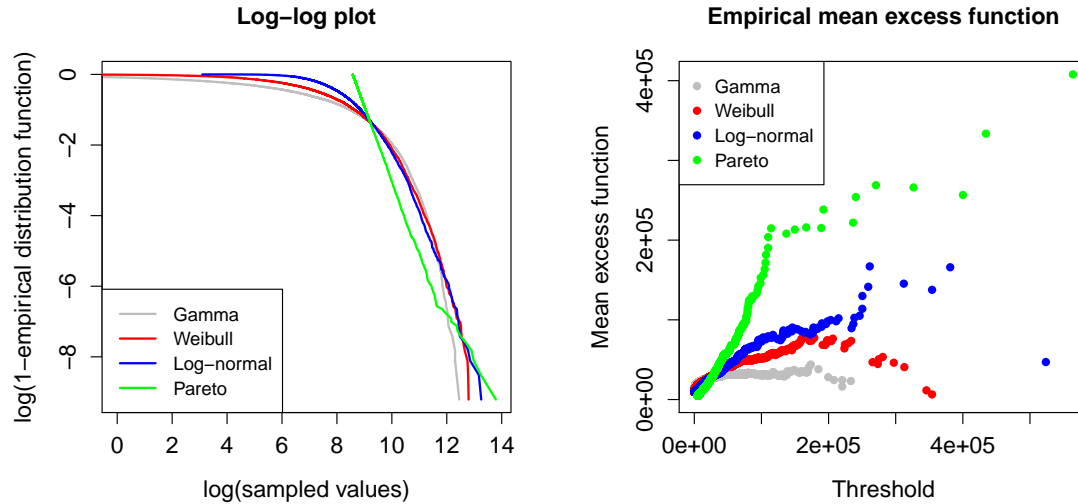 Log−log plot
log(1−empirical distribution function)
0
−2
−4
−6
−8
Gamma
Weibull
Log−normal
Pareto
0 2 4 6 8 10 12 14
log(sampled values)
Empirical mean excess function
Mean excess function
4e+05
2e+05
0e+00
Gamma
Weibull
Log−normal
Pareto
0e+00 2e+05 4e+05
Threshold